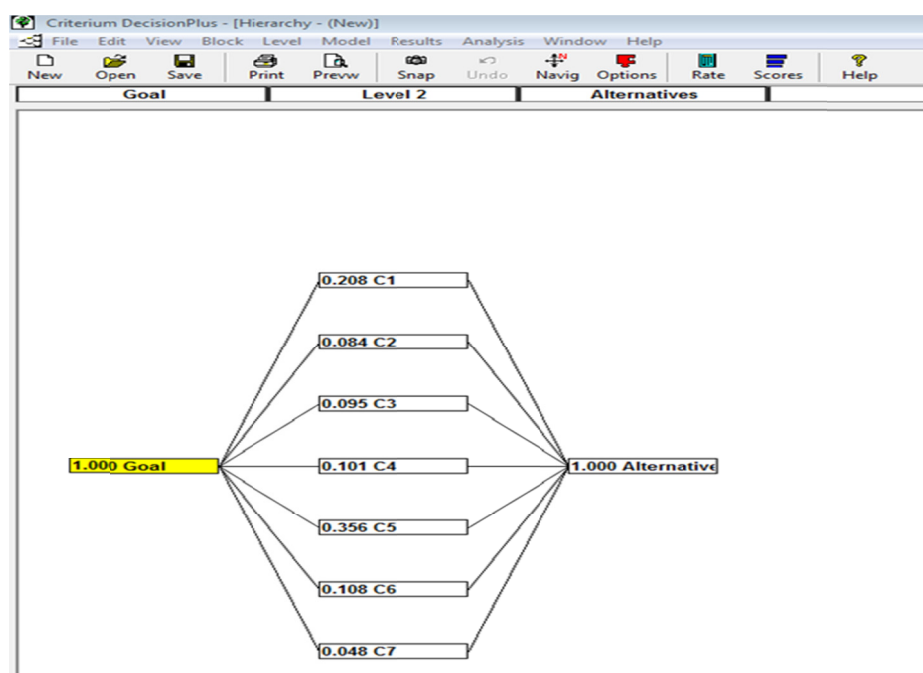 Criterium DecisionPlus - [Hierarchy - (New)]
File Edit View Block Level Model Results Analysis Window Help
New Open Save Print Prevw Snap Undo Navig Options Rate Scores Help
Goal Level 2 Alternatives
0.208 C1
0.084 C2
0.095 C3
1.000 Goal 0.101 C4 1.000 Alternative
0.356 C5
0.108 C6
0.048 C7